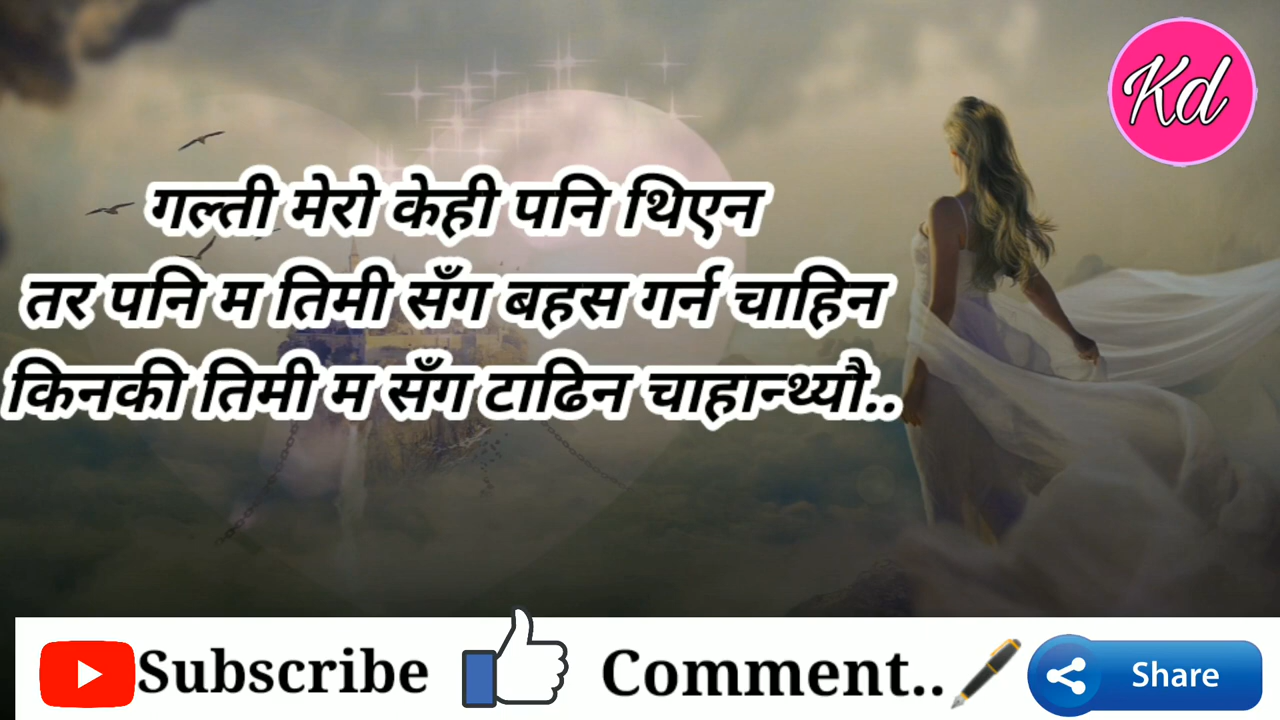 Kd
गल्ती मेरो केही पनि थिएन
तर पनि म तिमी सँग बहस गर्न चाहिन
किनकी तिमी म सँग टाढिन चाहान्थ्यौ..
Subscribe Comment.. Share